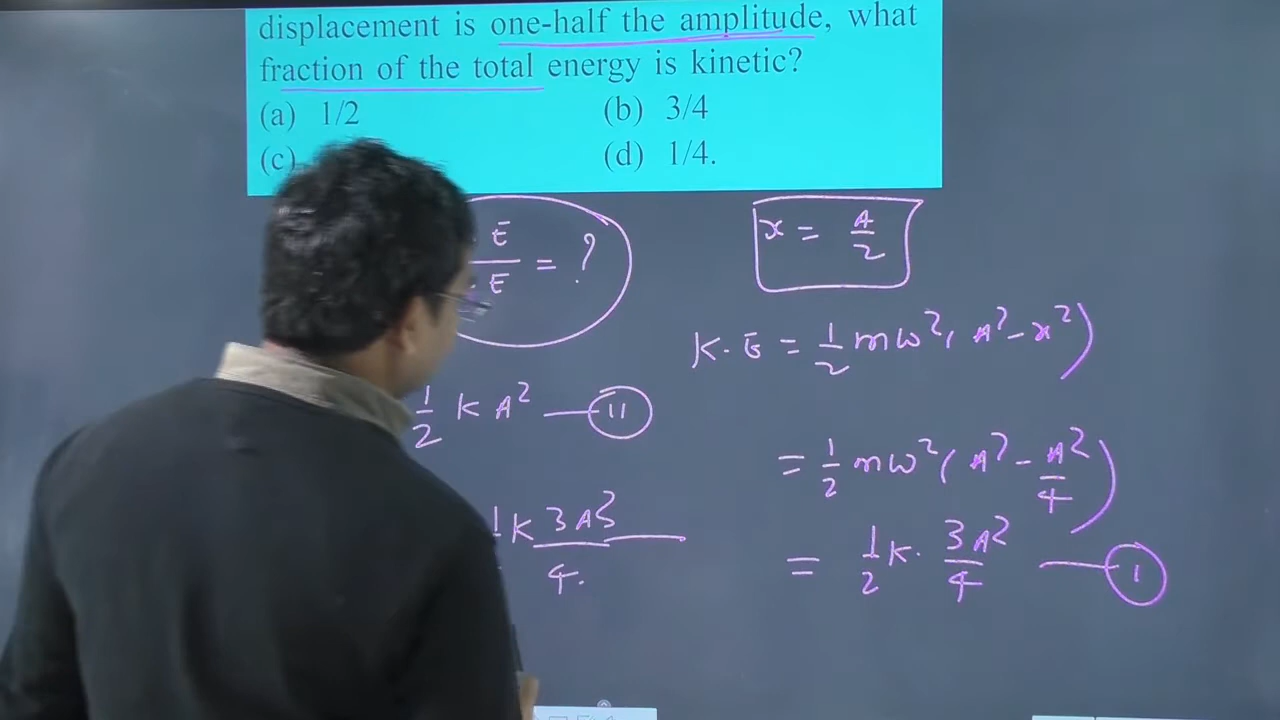 displacement is one-half the amplitude, what
fraction of the total energy is kinetic?
(a) 1/2 (b) 3/4
(c) (d) 1/4.
E/E = ?
x = A/2
K.E = 1/2 mω²(A²-x²)
1/2 KA² — 11
= 1/2 mω²(A² - A²/4)
1 K 3A²/4.
= 1/2 K. 3A²/4 — 1